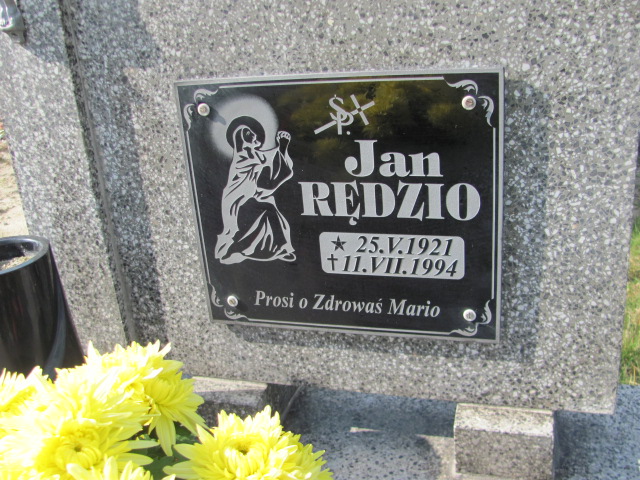 Ś.P.
Jan
RĘDZIO
★ 25.V.1921
† 11.VII.1994
Prosi o Zdrowaś Mario